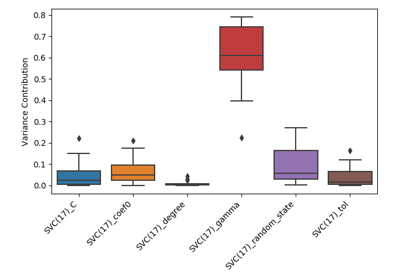 Variance Contribution
0.8
0.7
0.6
0.5
0.4
0.3
0.2
0.1
0.0
SVC(17)_C
SVC(17)_coef0
SVC(17)_degree
SVC(17)_gamma
SVC(17)_random_state
SVC(17)_tol